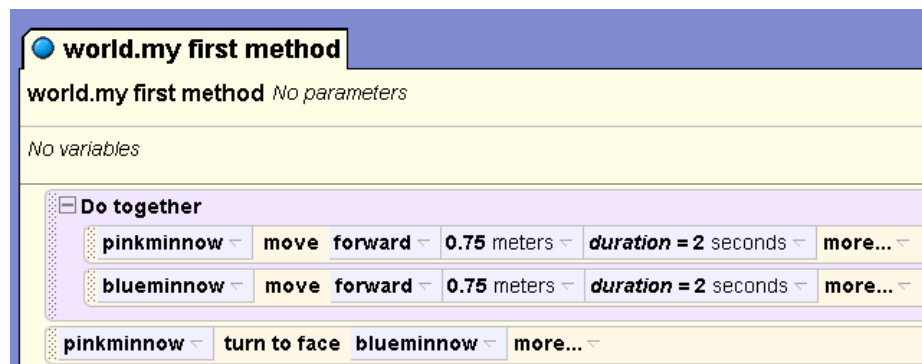 world.my first method
world.my first method No parameters
No variables
Do together
pinkminnow move forward 0.75 meters duration = 2 seconds more...
blueminnow move forward 0.75 meters duration = 2 seconds more...
pinkminnow turn to face blueminnow more...